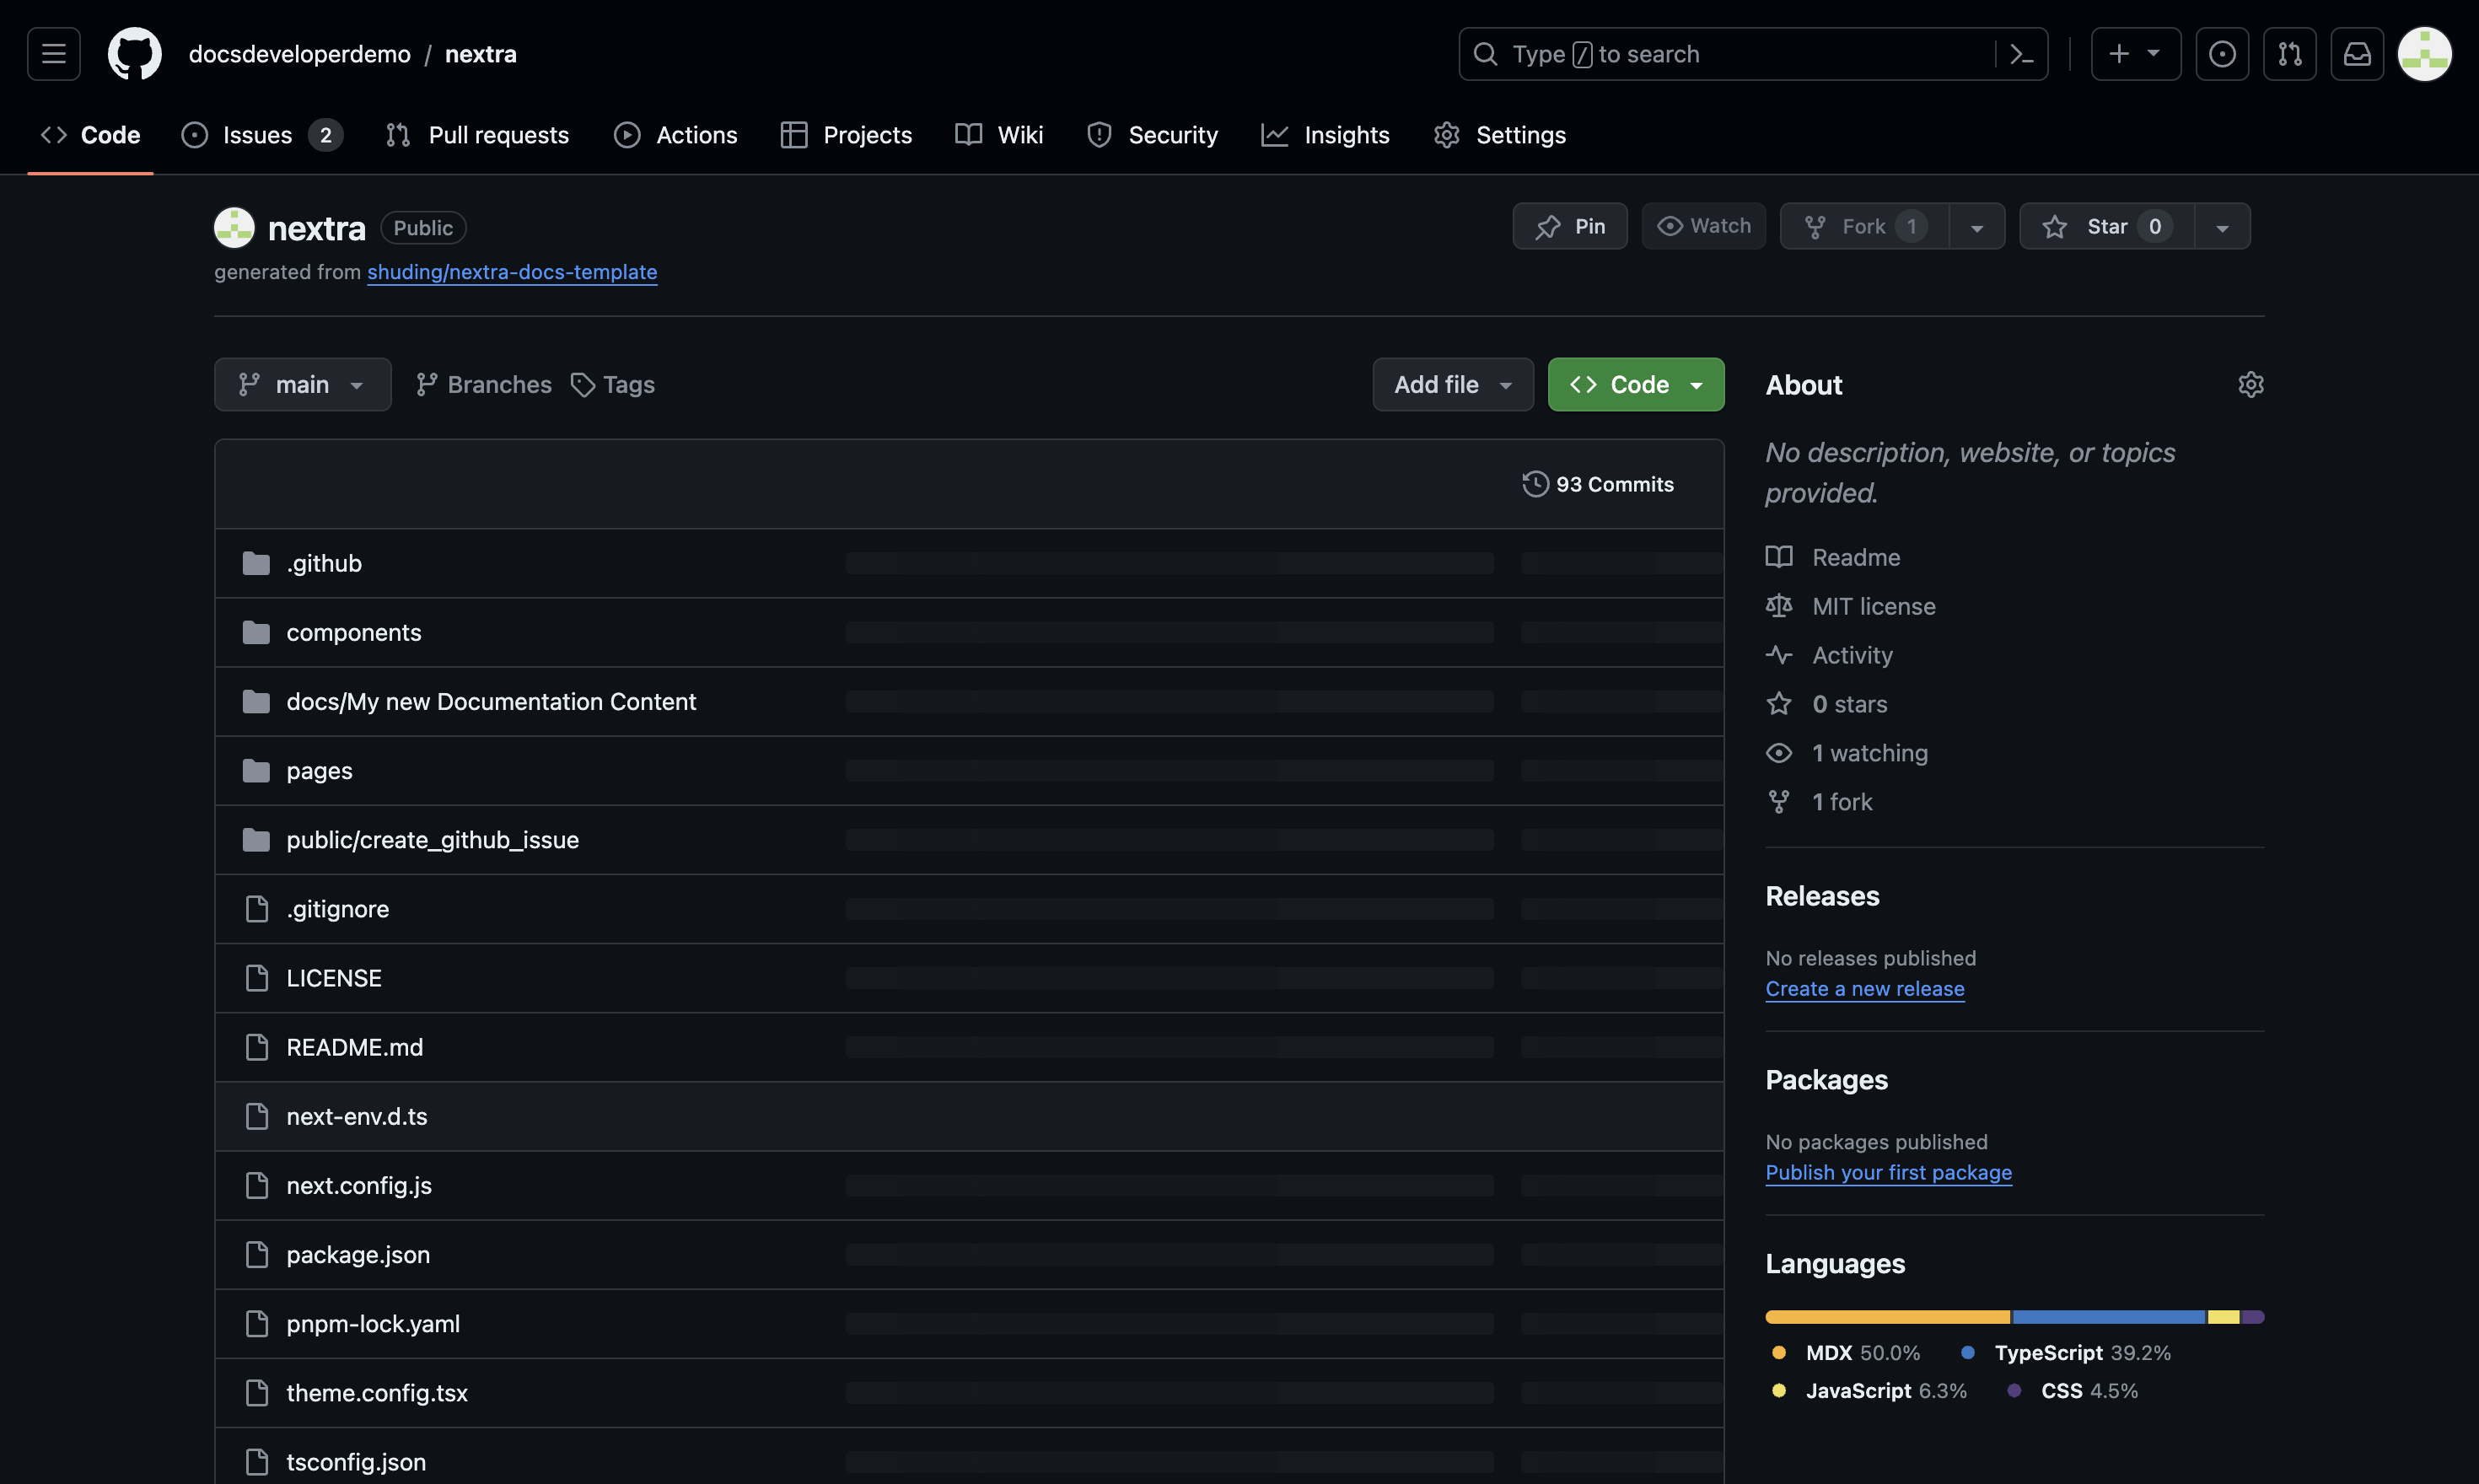 docsdeveloperdemo / nextra
Type / to search
Code Issues 2 Pull requests Actions Projects Wiki Security Insights Settings
nextra Public
Pin Watch Fork 1 Star 0
generated from shuding/nextra-docs-template
main Branches Tags Add file Code
93 Commits
.github
components
docs/My new Documentation Content
pages
public/create_github_issue
.gitignore
LICENSE
README.md
next-env.d.ts
next.config.js
package.json
pnpm-lock.yaml
theme.config.tsx
tsconfig.json
About
No description, website, or topics
provided.
Readme
MIT license
Activity
0 stars
1 watching
1 fork
Releases
No releases published
Create a new release
Packages
No packages published
Publish your first package
Languages
MDX 50.0% TypeScript 39.2%
JavaScript 6.3% CSS 4.5%